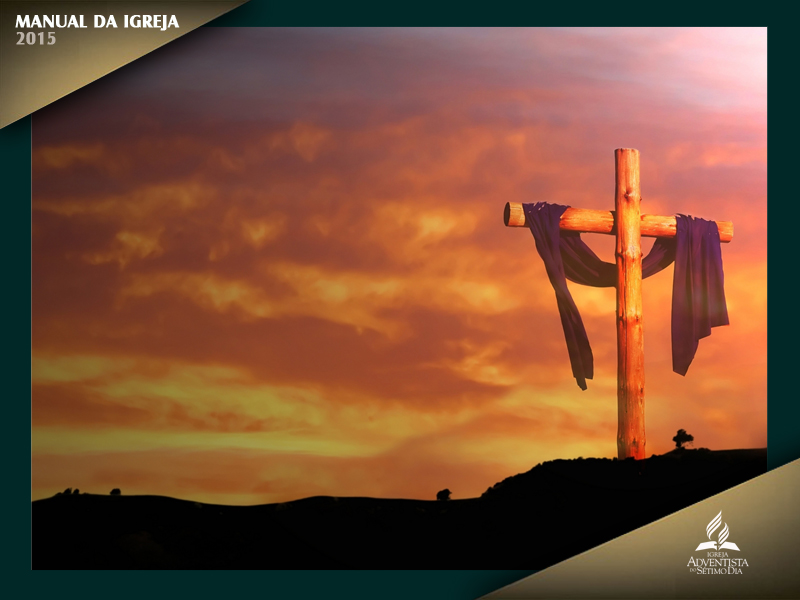 MANUAL DA IGREJA
2015
IGREJA
ADVENTISTA
DO SÉTIMO DIA